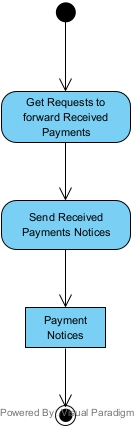 Get Requests to
forward Received
Payments
Send Received
Payments Notices
Payment
Notices
Powered By Visual Paradigm